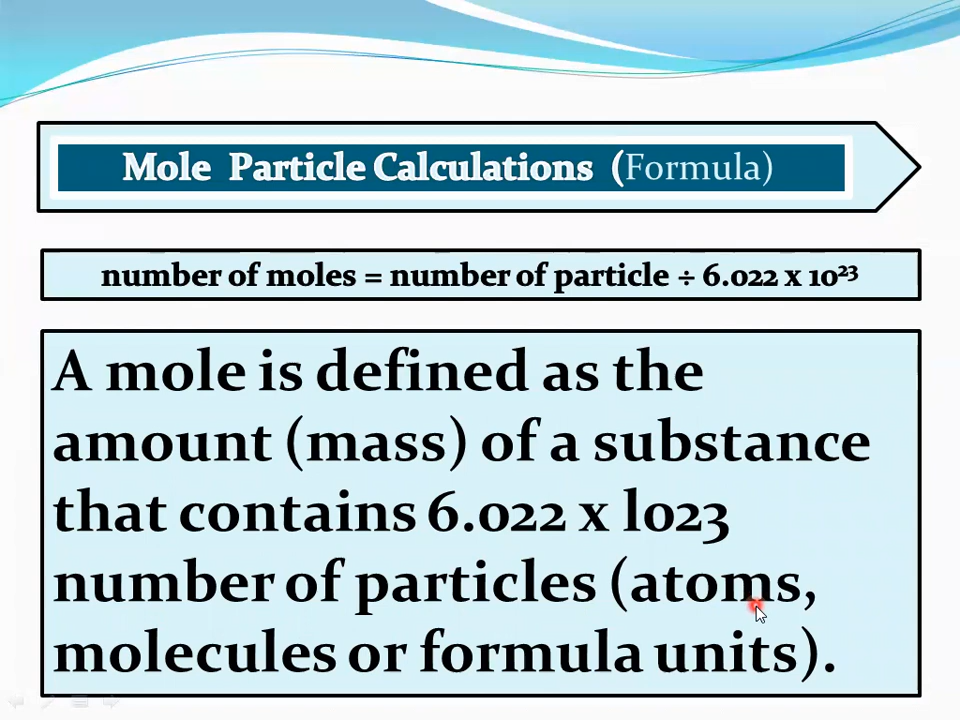 Mole Particle Calculations (Formula)
number of moles = number of particle ÷ 6.022 x 10²³
A mole is defined as the
amount (mass) of a substance
that contains 6.022 x l023
number of particles (atoms,
molecules or formula units).